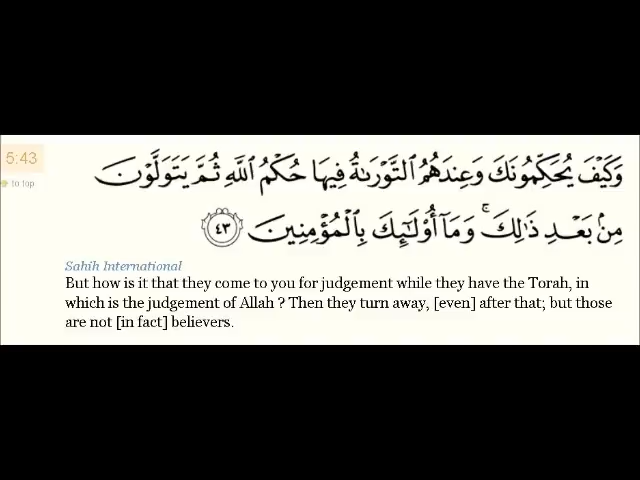 5:43
to top
وَكَيْفَ يُحَكِّمُونَكَ وَعِندَهُمُ ٱلتَّوْرَىٰةُ فِيهَا حُكْمُ ٱللَّهِ ثُمَّ يَتَوَلَّوْنَ
مِنۢ بَعْدِ ذَٰلِكَ ۚ وَمَآ أُو۟لَـٰٓئِكَ بِٱلْمُؤْمِنِينَ ٤٣
Sahih International
But how is it that they come to you for judgement while they have the Torah, in
which is the judgement of Allah ? Then they turn away, [even] after that; but those
are not [in fact] believers.